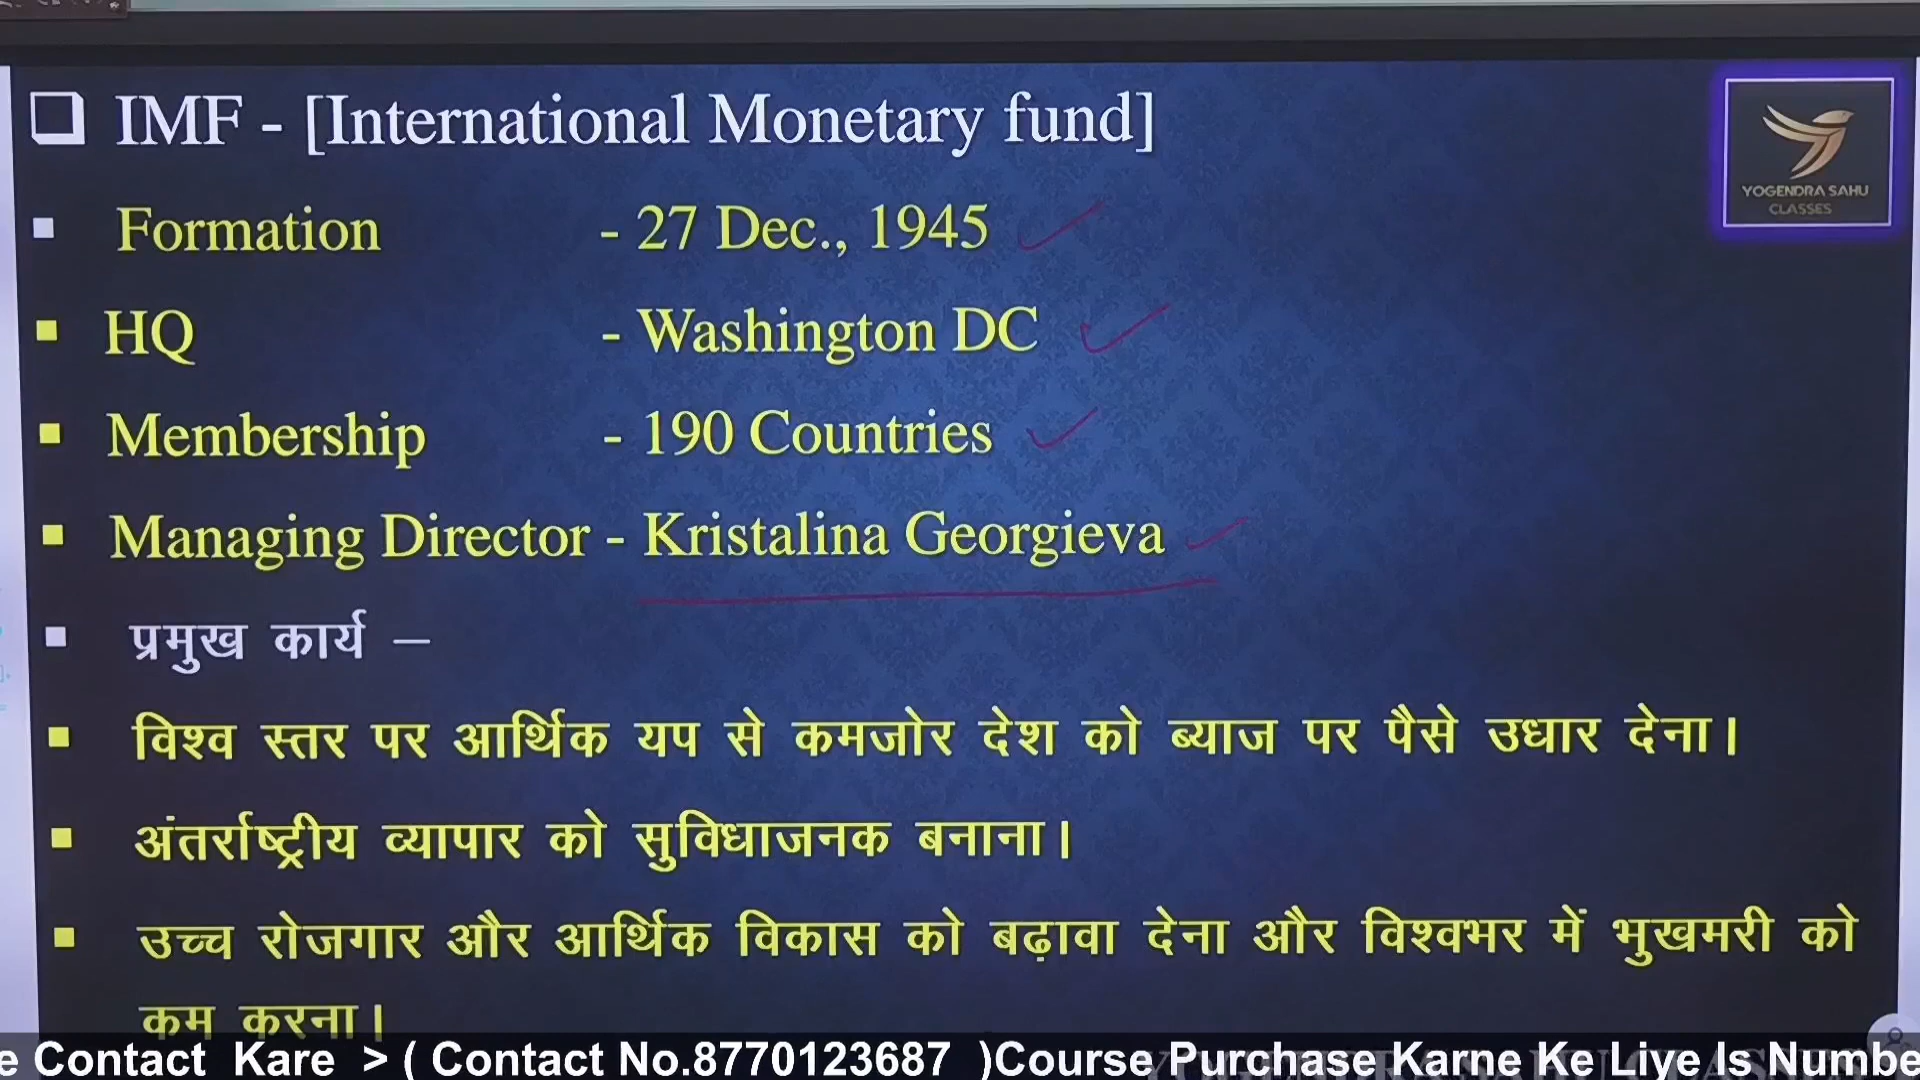 IMF - [International Monetary fund]
YOGENDRA SAHU
CLASSES
Formation - 27 Dec., 1945
HQ - Washington DC
Membership - 190 Countries
Managing Director - Kristalina Georgieva
प्रमुख कार्य –
विश्व स्तर पर आर्थिक यप से कमजोर देश को ब्याज पर पैसे उधार देना।
अंतर्राष्ट्रीय व्यापार को सुविधाजनक बनाना।
उच्च रोजगार और आर्थिक विकास को बढ़ावा देना और विश्वभर में भुखमरी को
कम करना।
e Contact Kare > ( Contact No.8770123687 )Course Purchase Karne Ke Liye Is Numbe